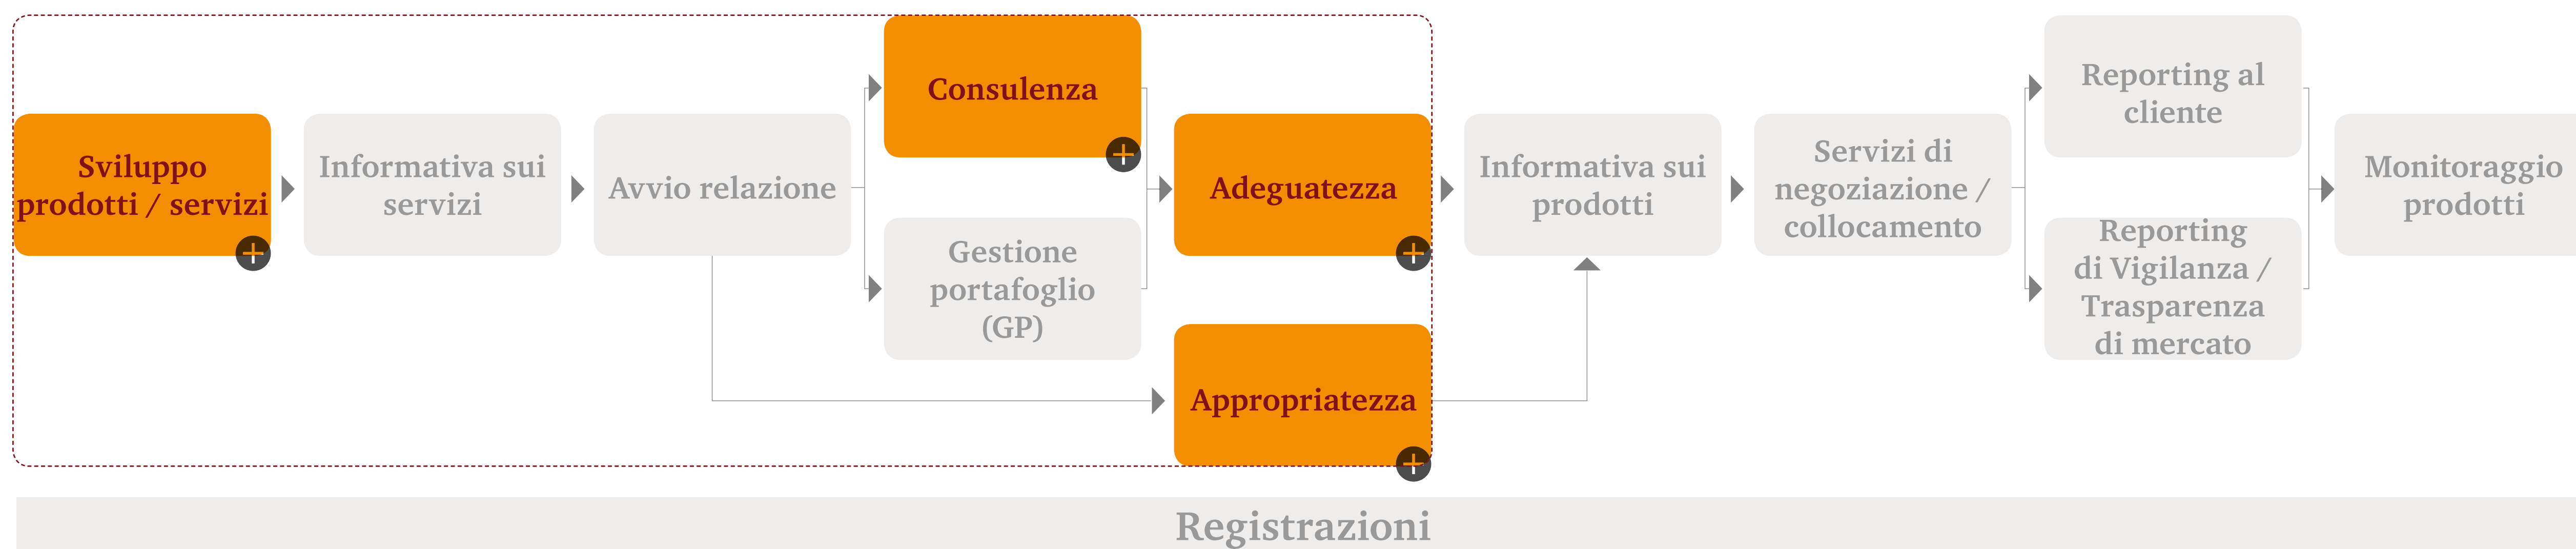 Sviluppo
prodotti / servizi
Informativa sui
servizi
Avvio relazione
Consulenza
Gestione
portafoglio
(GP)
Adeguatezza
Appropriatezza
Informativa sui
prodotti
Servizi di
negoziazione /
collocamento
Reporting al
cliente
Reporting
di Vigilanza /
Trasparenza
di mercato
Monitoraggio
prodotti
Registrazioni